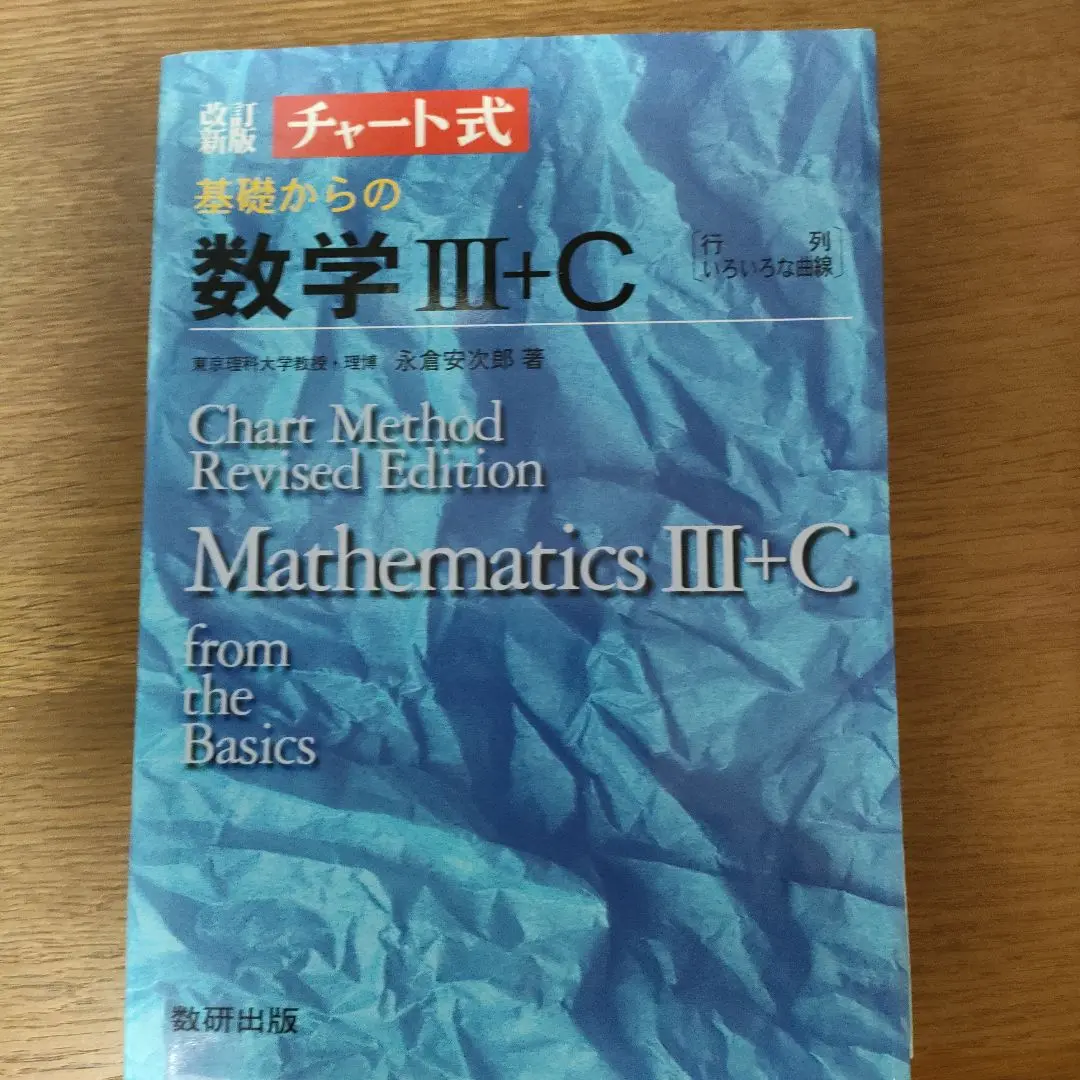 改訂
新版
チャート式
基礎からの
数学Ⅲ+C
行 列
いろいろな曲線
東京理科大学教授・理博 永倉安次郎 著
Chart Method
Revised Edition
Mathematics Ⅲ+C
from
the
Basics
数研出版